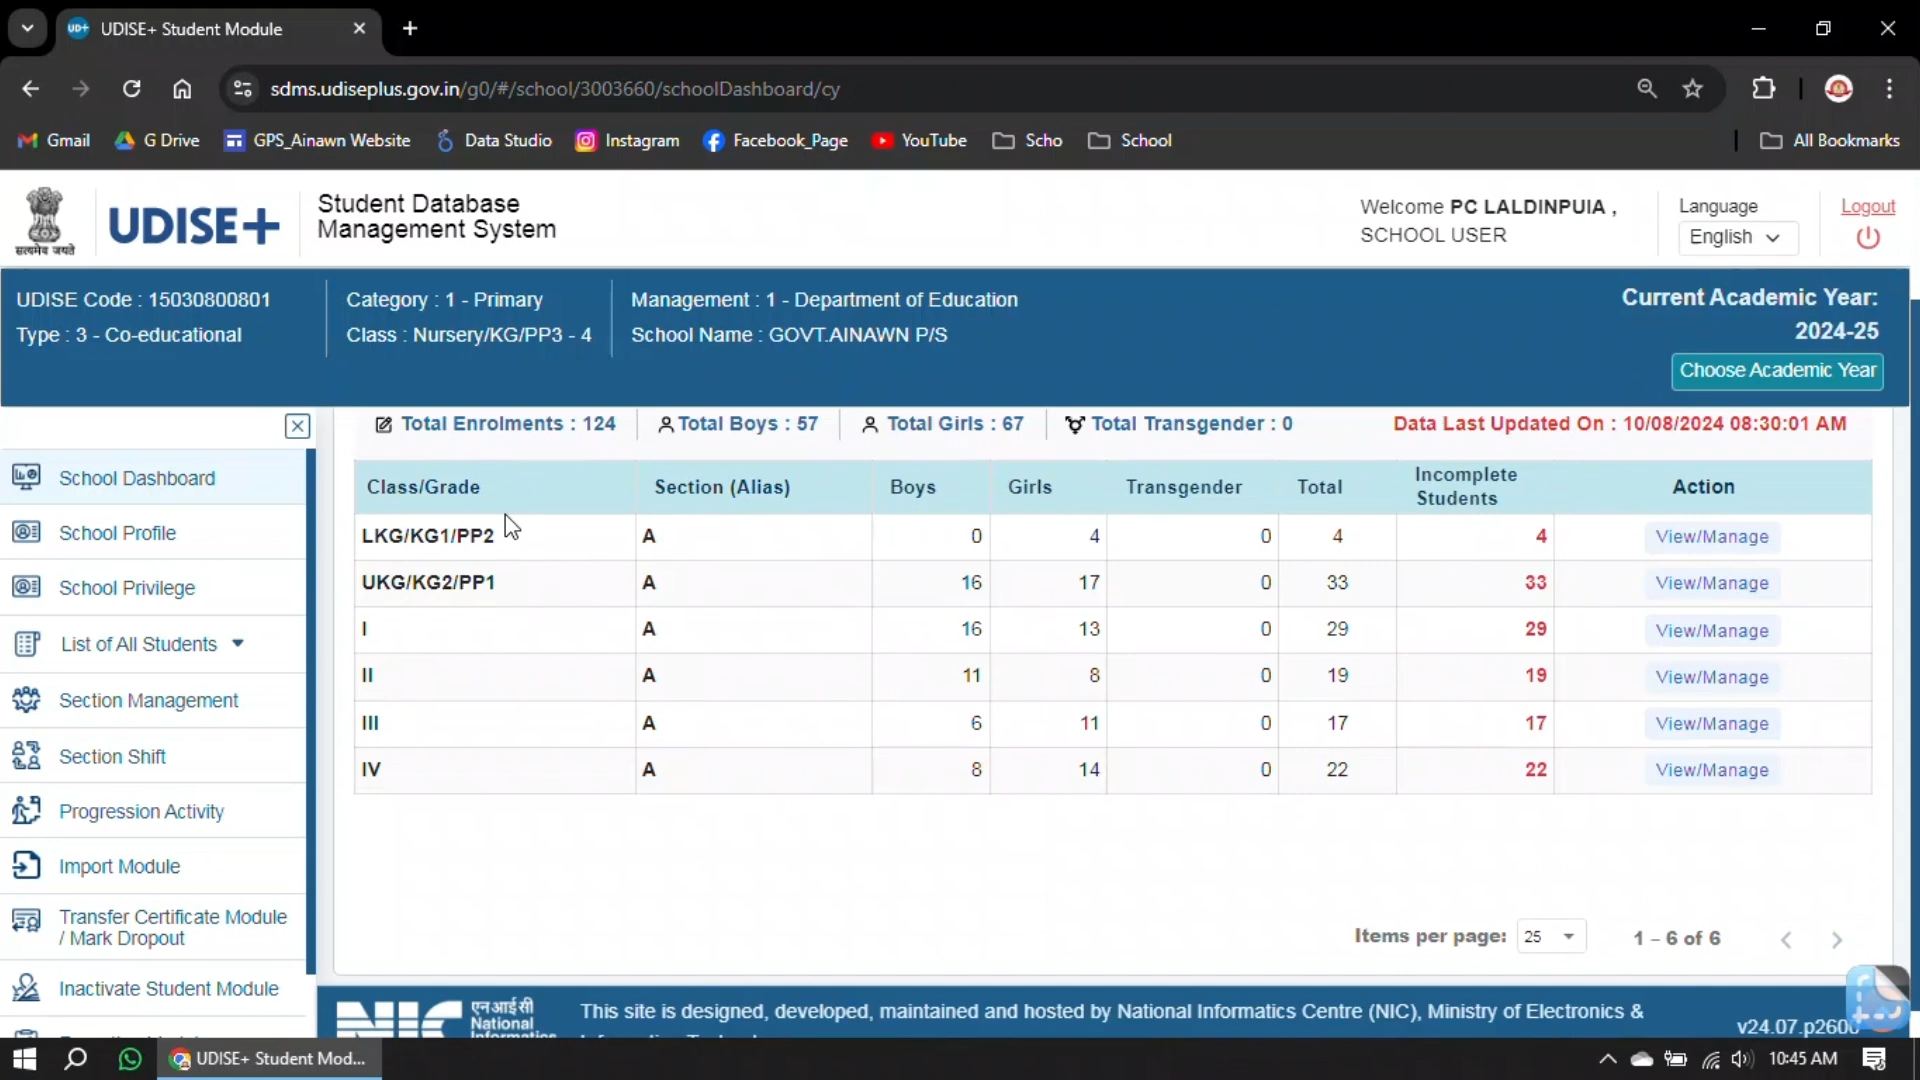 UDISE+ Student Module
sdms.udiseplus.gov.in/g0/#/school/3003660/schoolDashboard/cy
Gmail G Drive GPS_Ainawn Website Data Studio Instagram Facebook_Page YouTube Scho School All Bookmarks
सत्यमेव जयते
UDISE+
Student Database
Management System
Welcome PC LALDINPUIA ,
SCHOOL USER
Language
English
Logout
UDISE Code : 15030800801
Type : 3 - Co-educational
Category : 1 - Primary
Class : Nursery/KG/PP3 - 4
Management : 1 - Department of Education
School Name : GOVT.AINAWN P/S
Current Academic Year:
2024-25
Choose Academic Year
School Dashboard
School Profile
School Privilege
List of All Students
Section Management
Section Shift
Progression Activity
Import Module
Transfer Certificate Module
/ Mark Dropout
Inactivate Student Module
Total Enrolments : 124 Total Boys : 57 Total Girls : 67 Total Transgender : 0 Data Last Updated On : 10/08/2024 08:30:01 AM
Class/Grade Section (Alias) Boys Girls Transgender Total Incomplete Students Action
LKG/KG1/PP2 A 0 4 0 4 4 View/Manage
UKG/KG2/PP1 A 16 17 0 33 33 View/Manage
I A 16 13 0 29 29 View/Manage
II A 11 8 0 19 19 View/Manage
III A 6 11 0 17 17 View/Manage
IV A 8 14 0 22 22 View/Manage
Items per page: 25 1 – 6 of 6
NIC
एनआईसी
National
Informatics
This site is designed, developed, maintained and hosted by National Informatics Centre (NIC), Ministry of Electronics &
v24.07.p2600
UDISE+ Student Mod...
10:45 AM